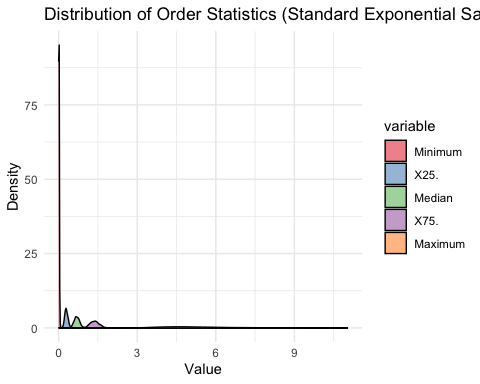 Distribution of Order Statistics (Standard Exponential Sa
Density
75
50
25
0
0
3
6
9
Value
variable
Minimum
X25.
Median
X75.
Maximum